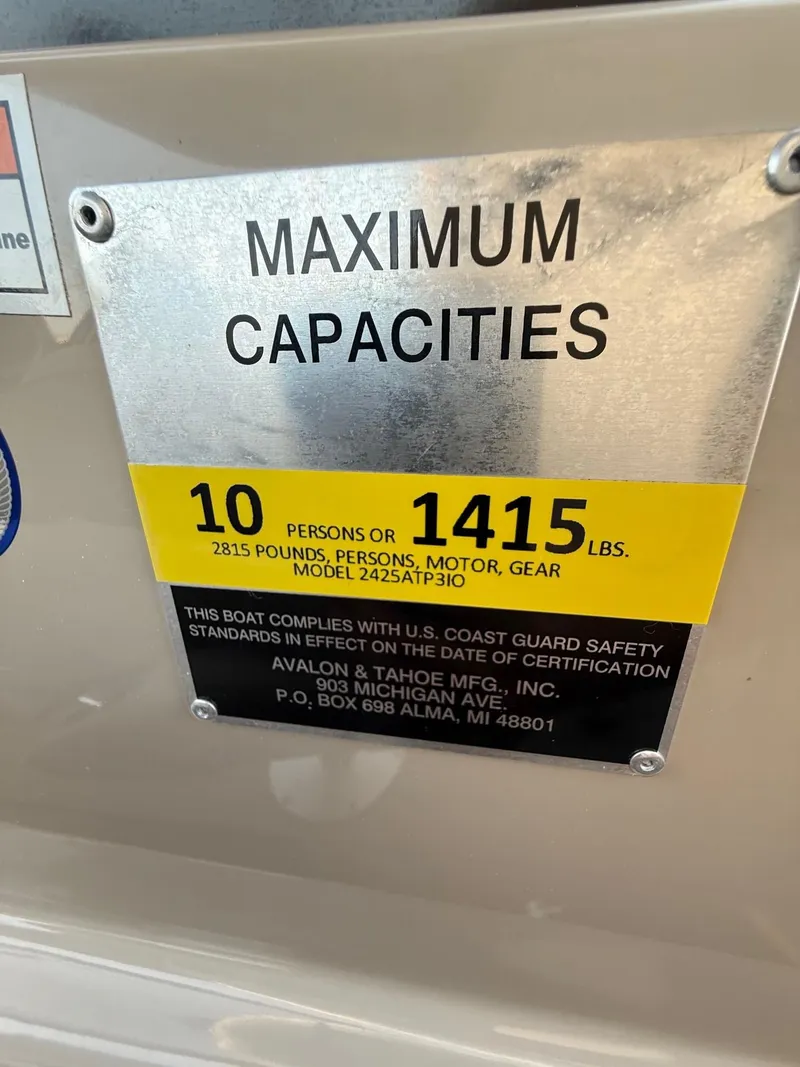 ne
MAXIMUM
CAPACITIES
10 PERSONS OR 1415 LBS.
2815 POUNDS, PERSONS, MOTOR, GEAR
MODEL 2425ATP3IO
THIS BOAT COMPLIES WITH U.S. COAST GUARD SAFETY
STANDARDS IN EFFECT ON THE DATE OF CERTIFICATION
AVALON & TAHOE MFG., INC.
903 MICHIGAN AVE.
P.O. BOX 698 ALMA, MI 48801